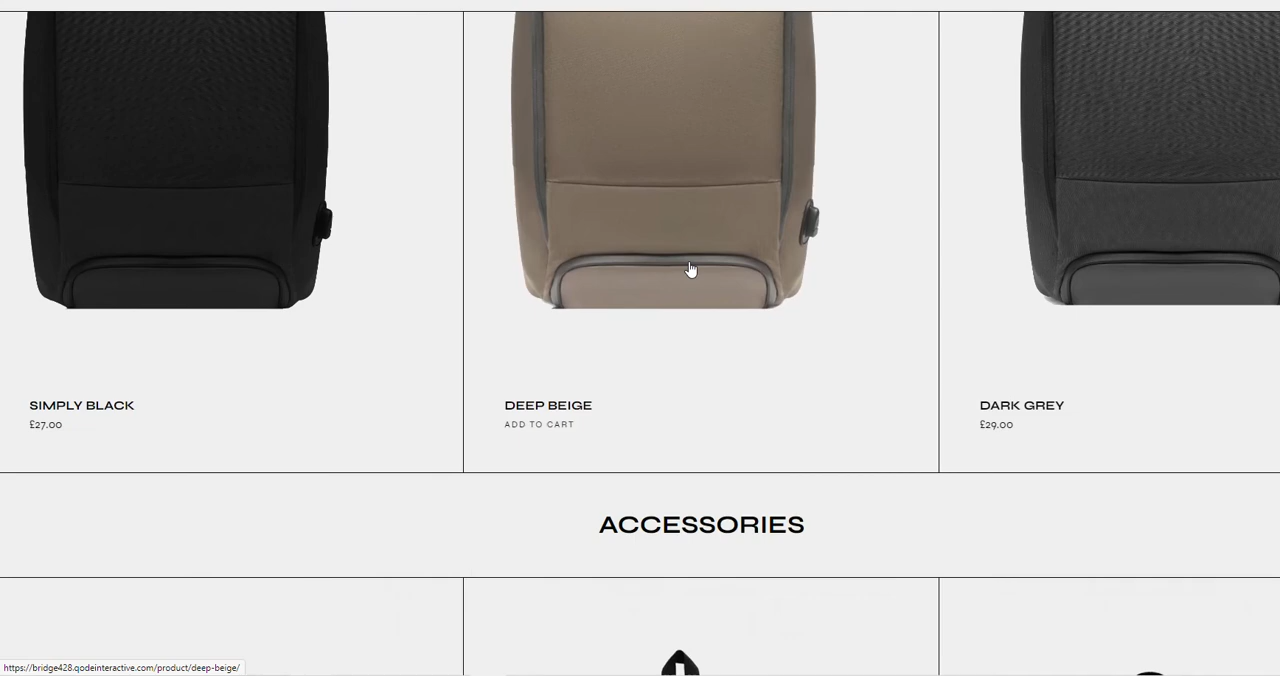 SIMPLY BLACK
£27.00
DEEP BEIGE
ADD TO CART
DARK GREY
£29.00
ACCESSORIES
https://bridge428.qodeinteractive.com/product/deep-beige/